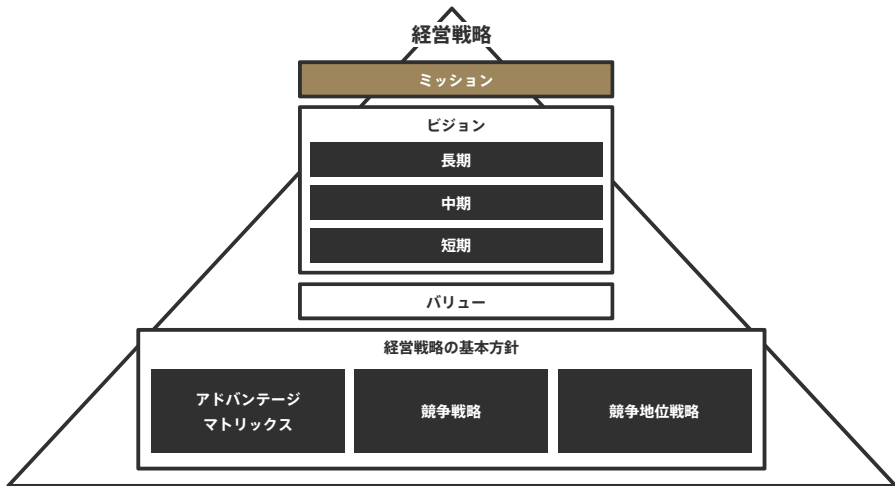 経営戦略
ミッション
ビジョン
長期
中期
短期
バリュー
経営戦略の基本方針
アドバンテージ
マトリックス
競争戦略
競争地位戦略